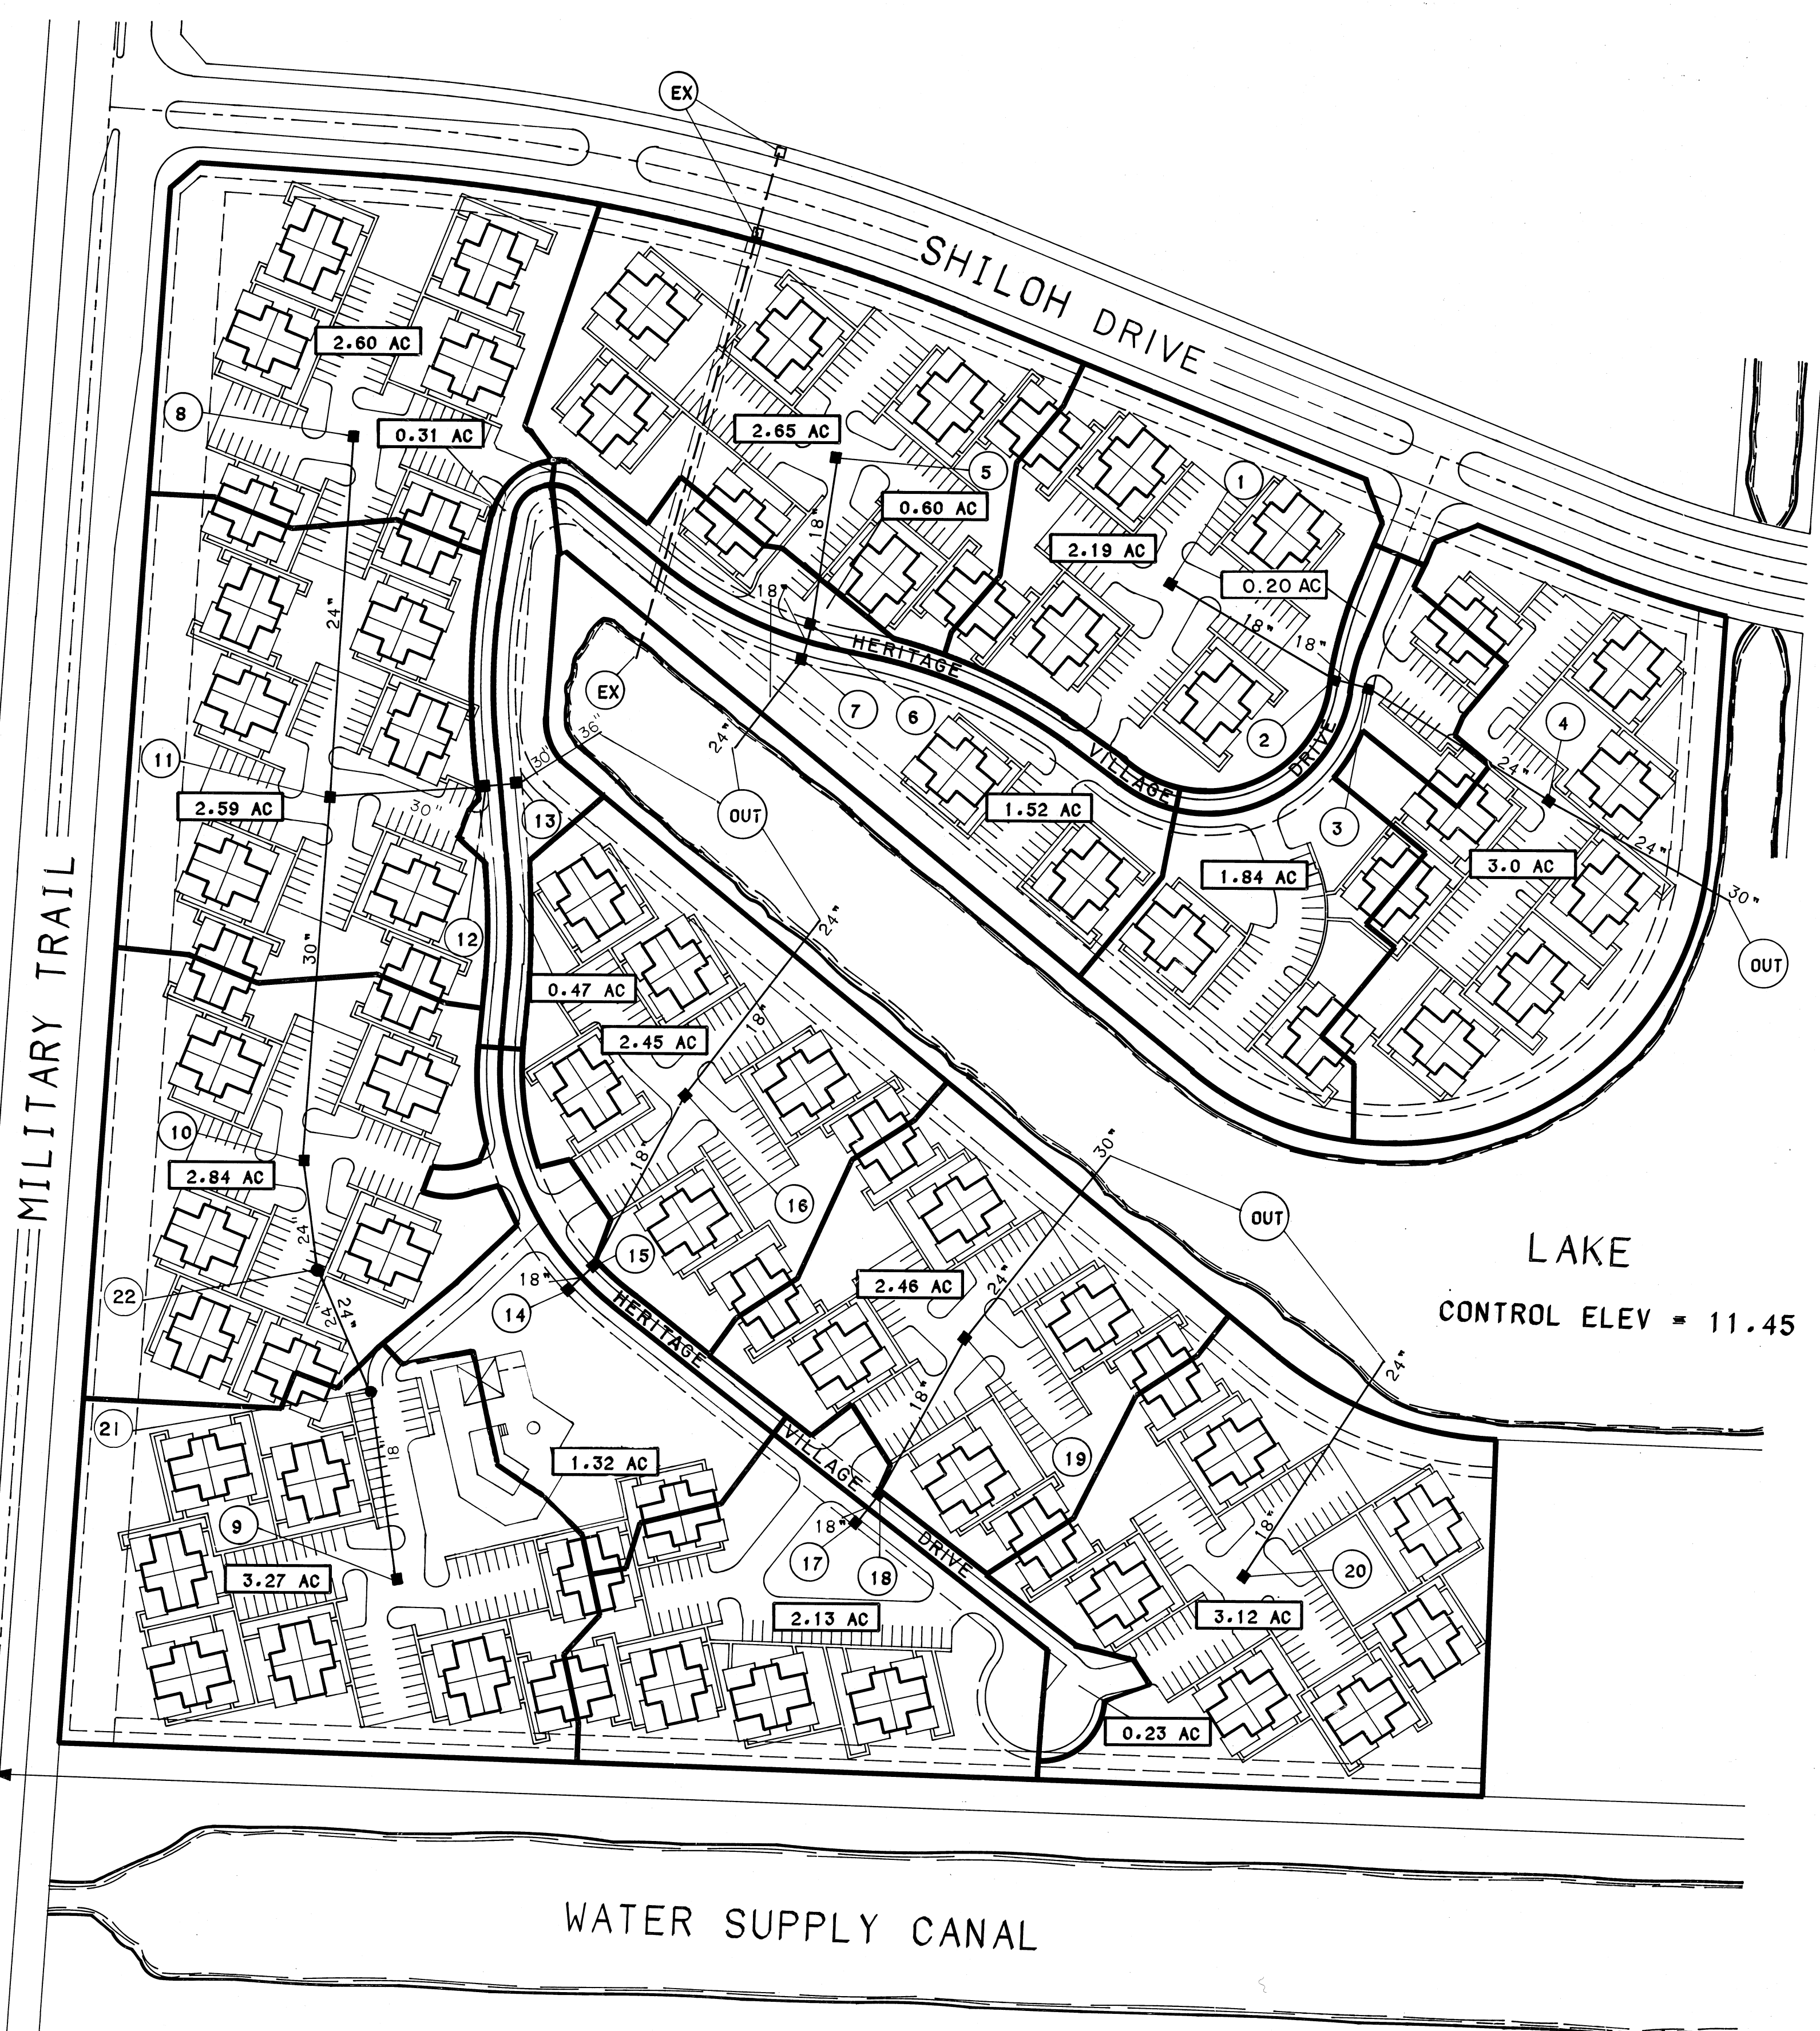 EX
SHILOH DRIVE
2.60 AC
8
0.31 AC
2.65 AC
5
18"
0.60 AC
1
2.19 AC
0.20 AC
24"
18"
18"
18"
HERITAGE
EX
7
6
4
2
DRIVE
VILLAGE
24"
36"
30"
11
24"
2.59 AC
30"
13
OUT
1.52 AC
3
3.0 AC
24"
1.84 AC
30"
MILITARY TRAIL
12
30"
24"
OUT
0.47 AC
18"
2.45 AC
10
2.84 AC
18"
16
30"
OUT
24"
15
LAKE
18"
22
14
2.46 AC
24"
CONTROL ELEV = 11.45
24"
24"
HERITAGE
24"
18"
21
18
1.32 AC
VILLAGE
19
9
18"
DRIVE
18"
17
18
20
3.27 AC
2.13 AC
3.12 AC
0.23 AC
WATER SUPPLY CANAL